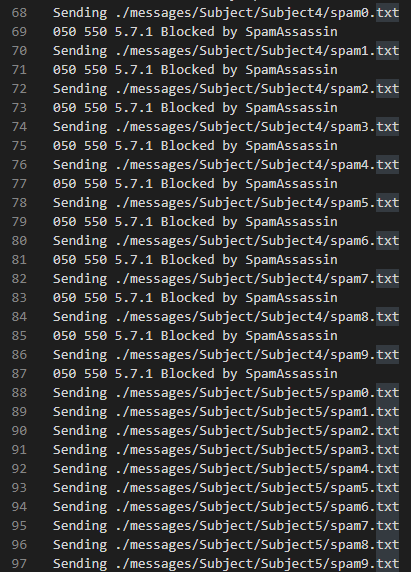 68 Sending ./messages/Subject/Subject4/spam0.txt
69 050 550 5.7.1 Blocked by SpamAssassin
70 Sending ./messages/Subject/Subject4/spam1.txt
71 050 550 5.7.1 Blocked by SpamAssassin
72 Sending ./messages/Subject/Subject4/spam2.txt
73 050 550 5.7.1 Blocked by SpamAssassin
74 Sending ./messages/Subject/Subject4/spam3.txt
75 050 550 5.7.1 Blocked by SpamAssassin
76 Sending ./messages/Subject/Subject4/spam4.txt
77 050 550 5.7.1 Blocked by SpamAssassin
78 Sending ./messages/Subject/Subject4/spam5.txt
79 050 550 5.7.1 Blocked by SpamAssassin
80 Sending ./messages/Subject/Subject4/spam6.txt
81 050 550 5.7.1 Blocked by SpamAssassin
82 Sending ./messages/Subject/Subject4/spam7.txt
83 050 550 5.7.1 Blocked by SpamAssassin
84 Sending ./messages/Subject/Subject4/spam8.txt
85 050 550 5.7.1 Blocked by SpamAssassin
86 Sending ./messages/Subject/Subject4/spam9.txt
87 050 550 5.7.1 Blocked by SpamAssassin
88 Sending ./messages/Subject/Subject5/spam0.txt
89 Sending ./messages/Subject/Subject5/spam1.txt
90 Sending ./messages/Subject/Subject5/spam2.txt
91 Sending ./messages/Subject/Subject5/spam3.txt
92 Sending ./messages/Subject/Subject5/spam4.txt
93 Sending ./messages/Subject/Subject5/spam5.txt
94 Sending ./messages/Subject/Subject5/spam6.txt
95 Sending ./messages/Subject/Subject5/spam7.txt
96 Sending ./messages/Subject/Subject5/spam8.txt
97 Sending ./messages/Subject/Subject5/spam9.txt